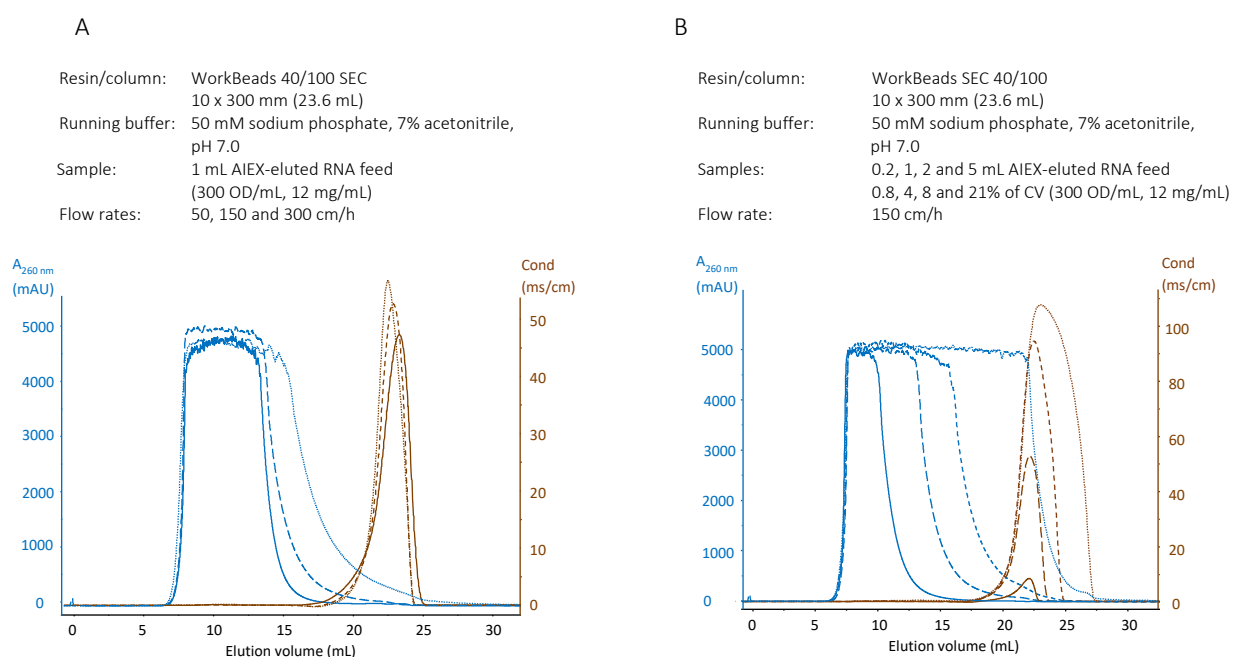 A
Resin/column: WorkBeads 40/100 SEC
10 x 300 mm (23.6 mL)
Running buffer: 50 mM sodium phosphate, 7% acetonitrile,
pH 7.0
Sample: 1 mL AIEX-eluted RNA feed
(300 OD/mL, 12 mg/mL)
Flow rates: 50, 150 and 300 cm/h
A260 nm
(mAU)
Cond
(ms/cm)
5000
4000
3000
2000
1000
0
50
40
30
20
10
0
0 5 10 15 20 25 30
Elution volume (mL)
B
Resin/column: WorkBeads SEC 40/100
10 x 300 mm (23.6 mL)
Running buffer: 50 mM sodium phosphate, 7% acetonitrile,
pH 7.0
Samples: 0.2, 1, 2 and 5 mL AIEX-eluted RNA feed
0.8, 4, 8 and 21% of CV (300 OD/mL, 12 mg/mL)
Flow rate: 150 cm/h
A260 nm
(mAU)
Cond
(ms/cm)
5000
4000
3000
2000
1000
0
100
80
60
40
20
0
0 5 10 15 20 25 30
Elution volume (mL)